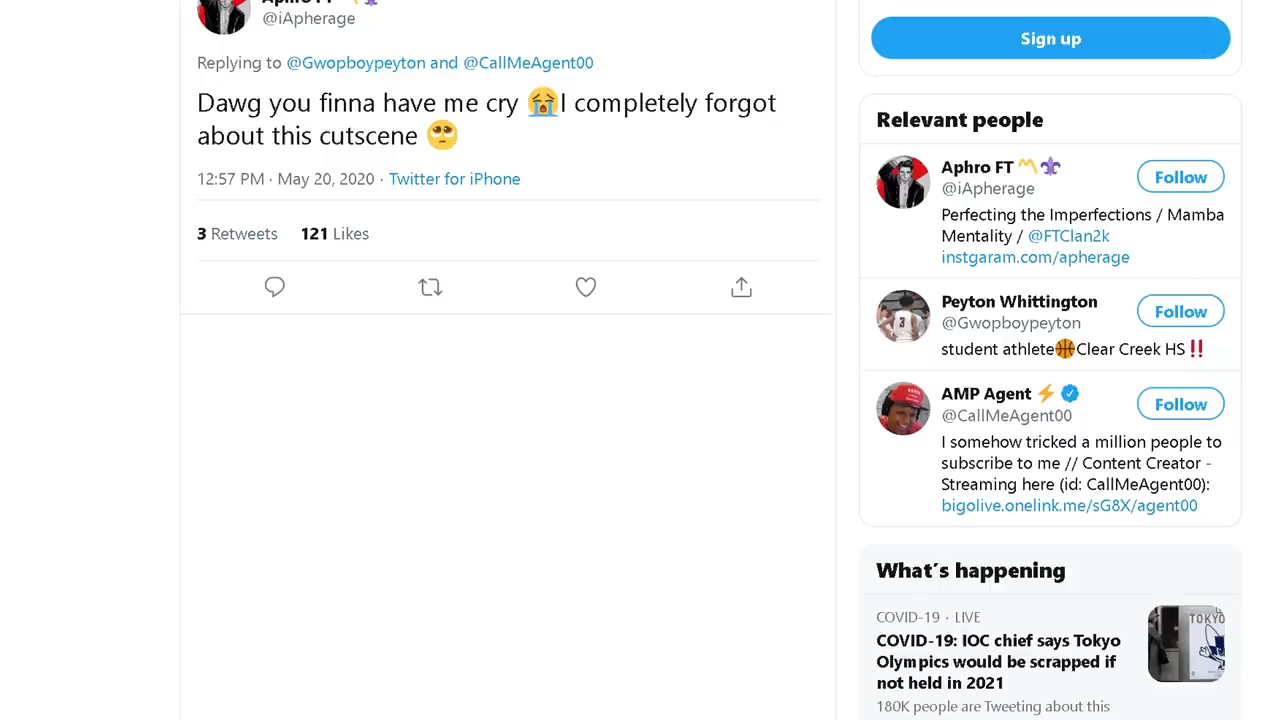 Aphro FT
@iApherage
Replying to @Gwopboypeyton and @CallMeAgent00
Dawg you finna have me cry 😭I completely forgot
about this cutscene 🥺
12:57 PM · May 20, 2020 · Twitter for iPhone
3 Retweets 121 Likes
Sign up
Relevant people
Aphro FT 〽️⚜️
@iApherage
Follow
Perfecting the Imperfections / Mamba
Mentality / @FTClan2k
instgaram.com/apherage
Peyton Whittington
@Gwopboypeyton
Follow
student athlete🏀Clear Creek HS‼️
AMP Agent ⚡
@CallMeAgent00
Follow
I somehow tricked a million people to
subscribe to me // Content Creator -
Streaming here (id: CallMeAgent00):
bigolive.onelink.me/sG8X/agent00
What´s happening
COVID-19 · LIVE
COVID-19: IOC chief says Tokyo
Olympics would be scrapped if
not held in 2021
180K people are Tweeting about this
TOKYO